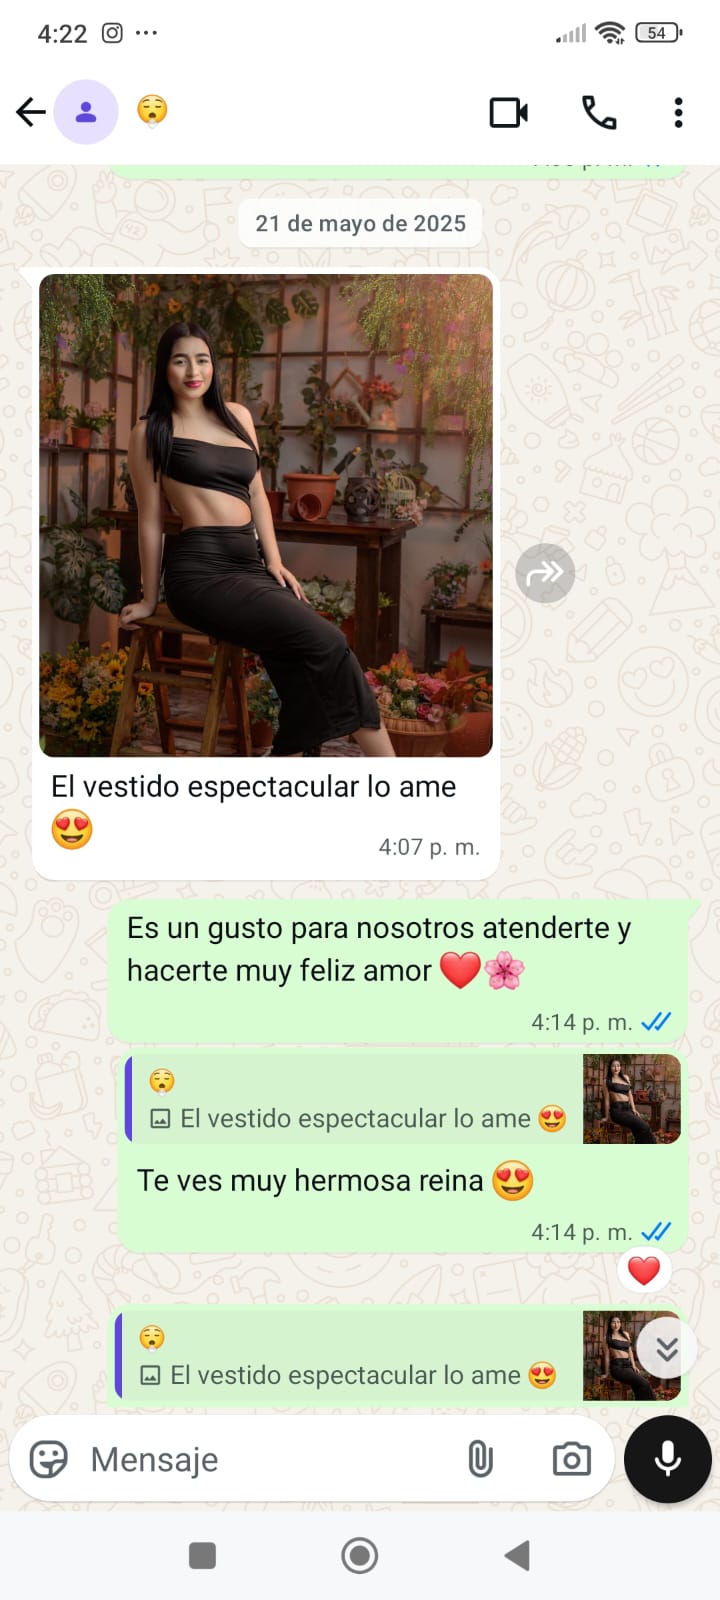 4:22
54
21 de mayo de 2025
El vestido espectacular lo ame
😍
4:07 p. m.
Es un gusto para nosotros atenderte y
hacerte muy feliz amor ❤️🌸
4:14 p. m.
😮‍💨
El vestido espectacular lo ame 😍
Te ves muy hermosa reina 😍
4:14 p. m.
❤️
😮‍💨
El vestido espectacular lo ame 😍
Mensaje